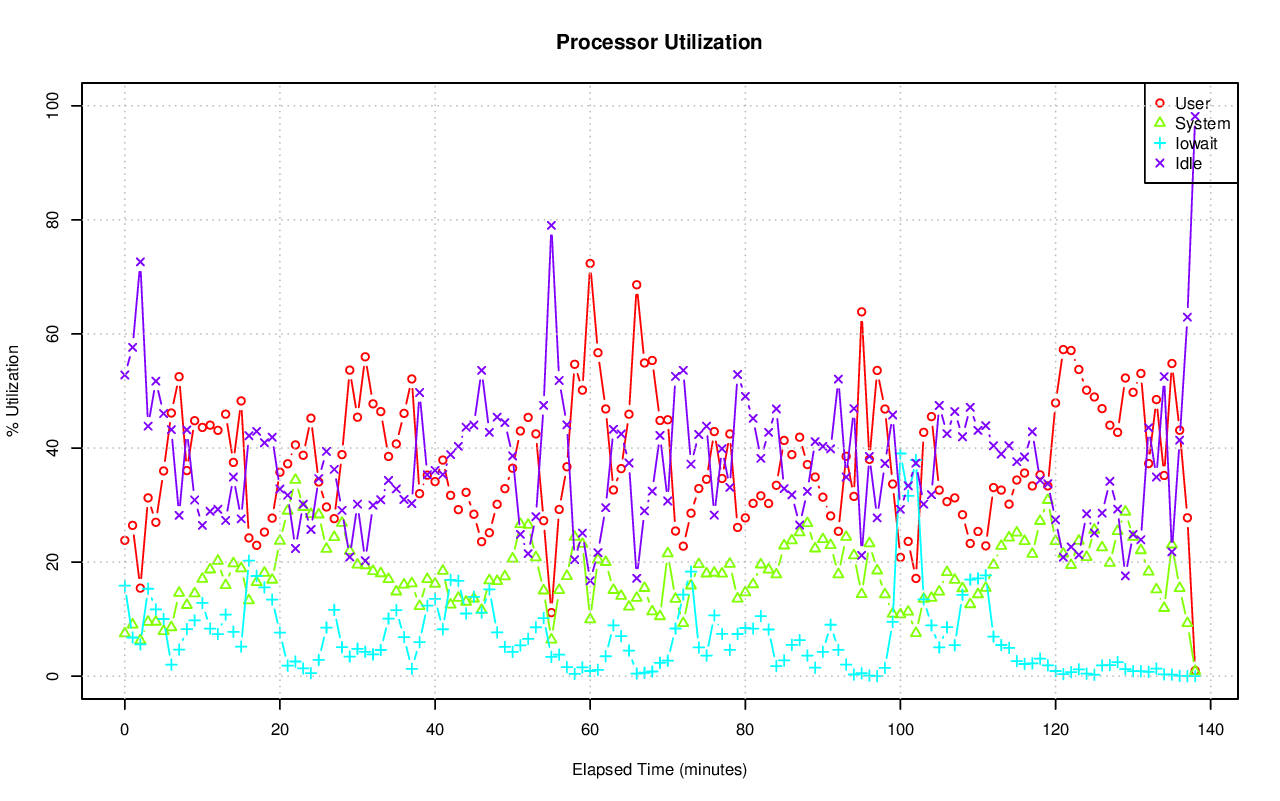 Processor Utilization
% Utilization
100
80
60
40
20
0
User
System
Iowait
Idle
0 20 40 60 80 100 120 140
Elapsed Time (minutes)